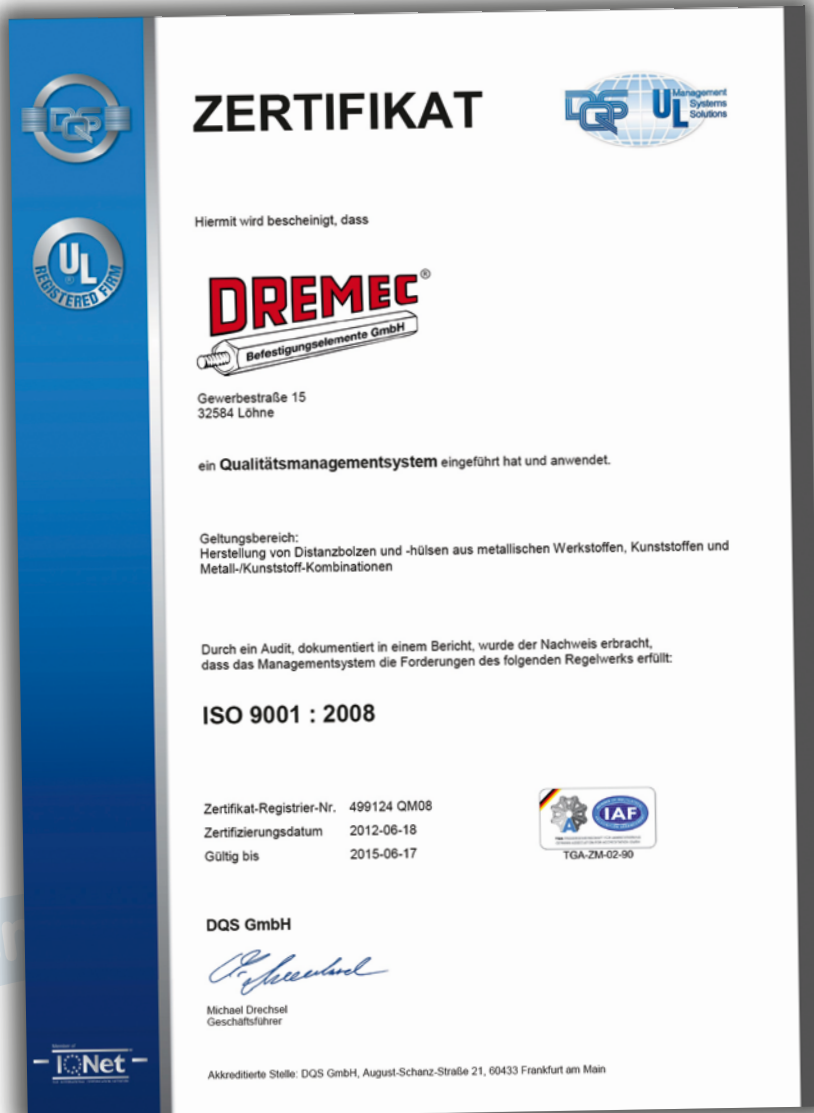 DQS
ZERTIFIKAT
DQS UL Management
Systems
Solutions
Hiermit wird bescheinigt, dass
UL
®
REGISTERED FIRM
DREMEC®
Befestigungselemente GmbH
Gewerbestraße 15
32584 Löhne
ein Qualitätsmanagementsystem eingeführt hat und anwendet.
Geltungsbereich:
Herstellung von Distanzbolzen und -hülsen aus metallischen Werkstoffen, Kunststoffen und
Metall-/Kunststoff-Kombinationen
Durch ein Audit, dokumentiert in einem Bericht, wurde der Nachweis erbracht,
dass das Managementsystem die Forderungen des folgenden Regelwerks erfüllt:
ISO 9001 : 2008
Zertifikat-Registrier-Nr. 499124 QM08
Zertifizierungsdatum 2012-06-18
Gültig bis 2015-06-17
A IAF
TGA-ZM-02-90
DQS GmbH
Michael Drechsel
Geschäftsführer
Member of
IQNet
Akkreditierte Stelle: DQS GmbH, August-Schanz-Straße 21, 60433 Frankfurt am Main